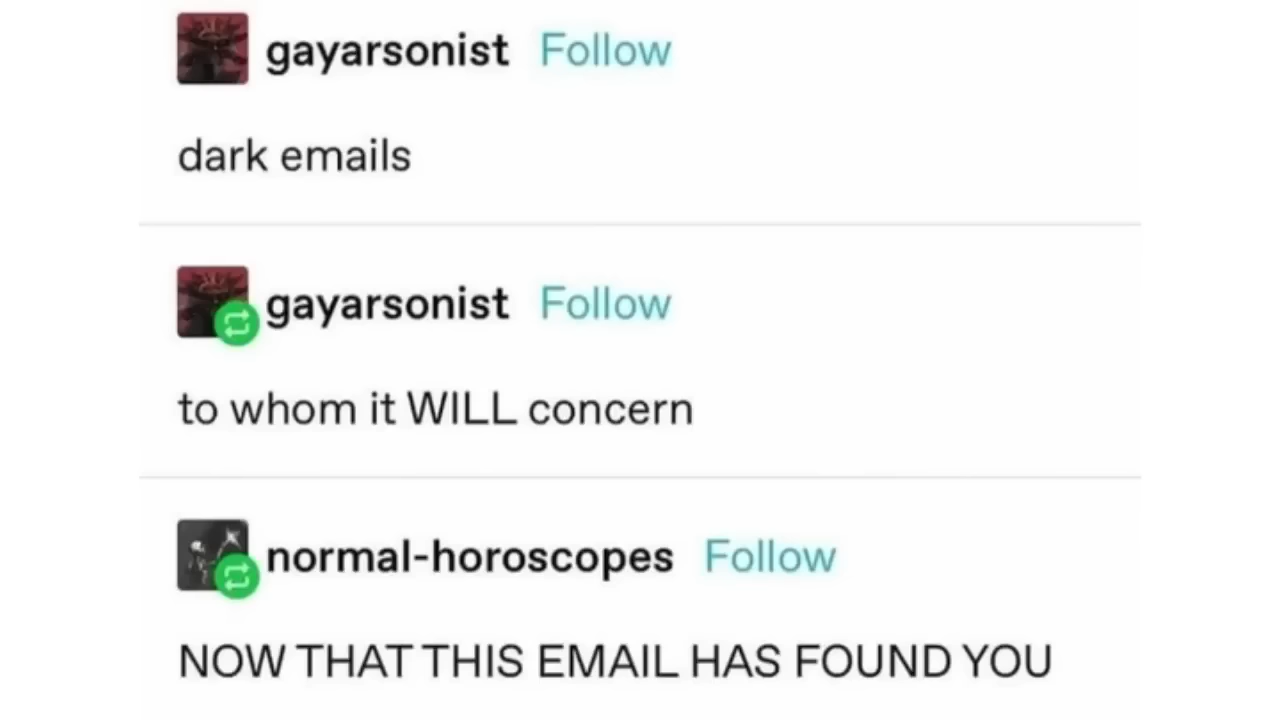 gayarsonist Follow
dark emails
gayarsonist Follow
to whom it WILL concern
normal-horoscopes Follow
NOW THAT THIS EMAIL HAS FOUND YOU